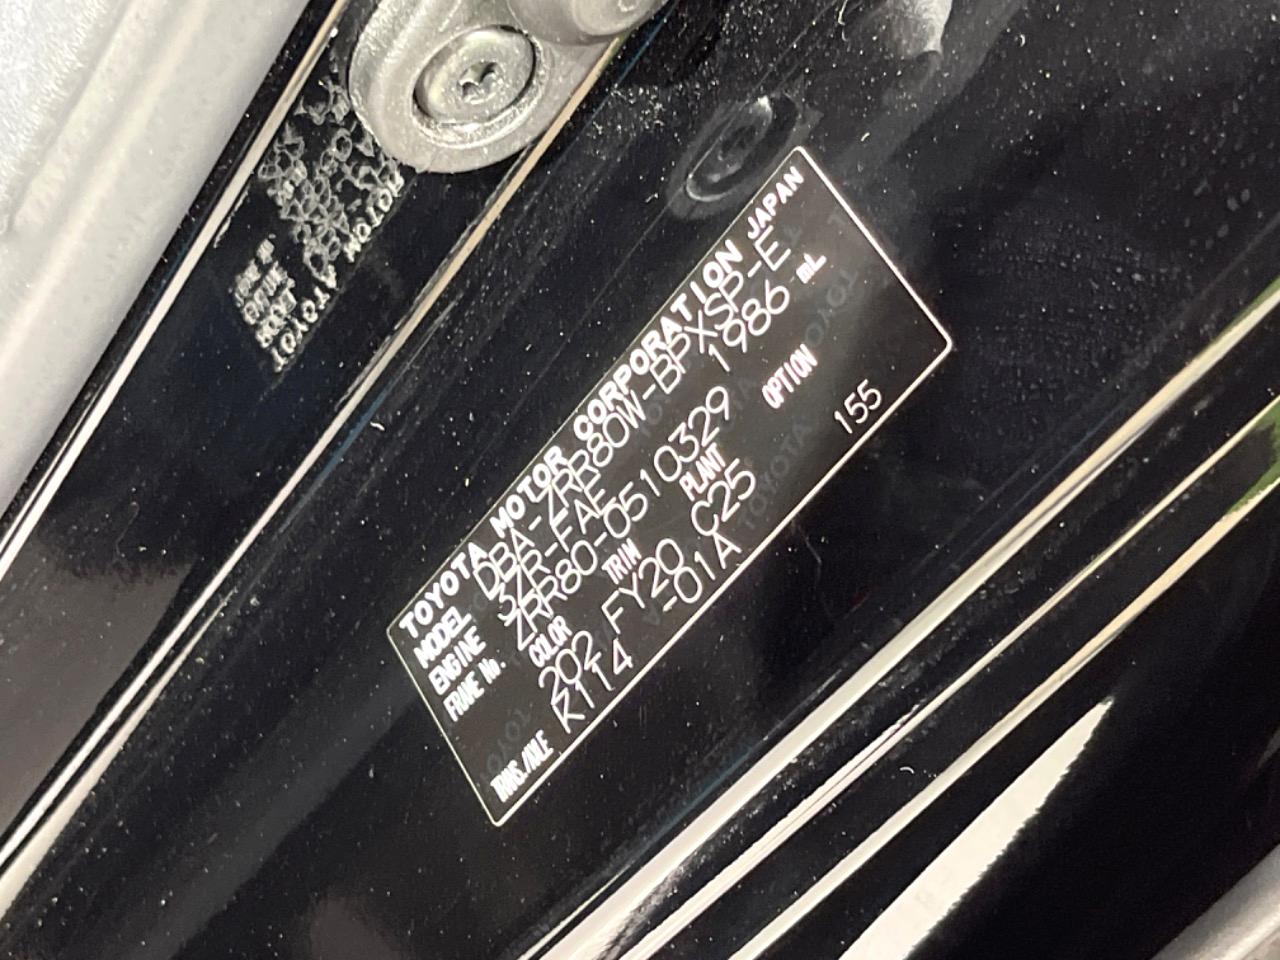 TOYOTA MOTOR CORPORATION JAPAN
MODEL DBA-ZRR80W-BPXSP-E
ENGINE 3ZR-FAE 1986 mL
FRAME No. ZRR80-0510329
COLOR TRIM PLANT OPTION
202 FY20 C25 155
TRANS./AXLE K114 -01A